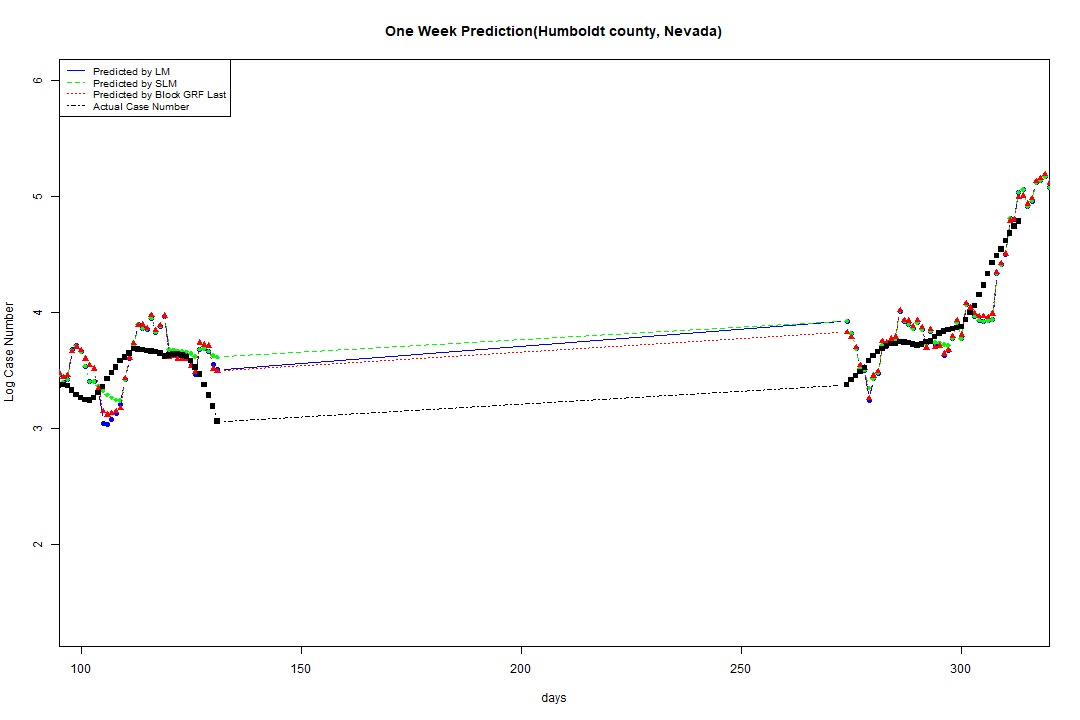 One Week Prediction(Humboldt county, Nevada)
Predicted by LM
Predicted by SLM
Predicted by Block GRF Last
Actual Case Number
Log Case Number
6
5
4
3
2
100 150 200 250 300
days